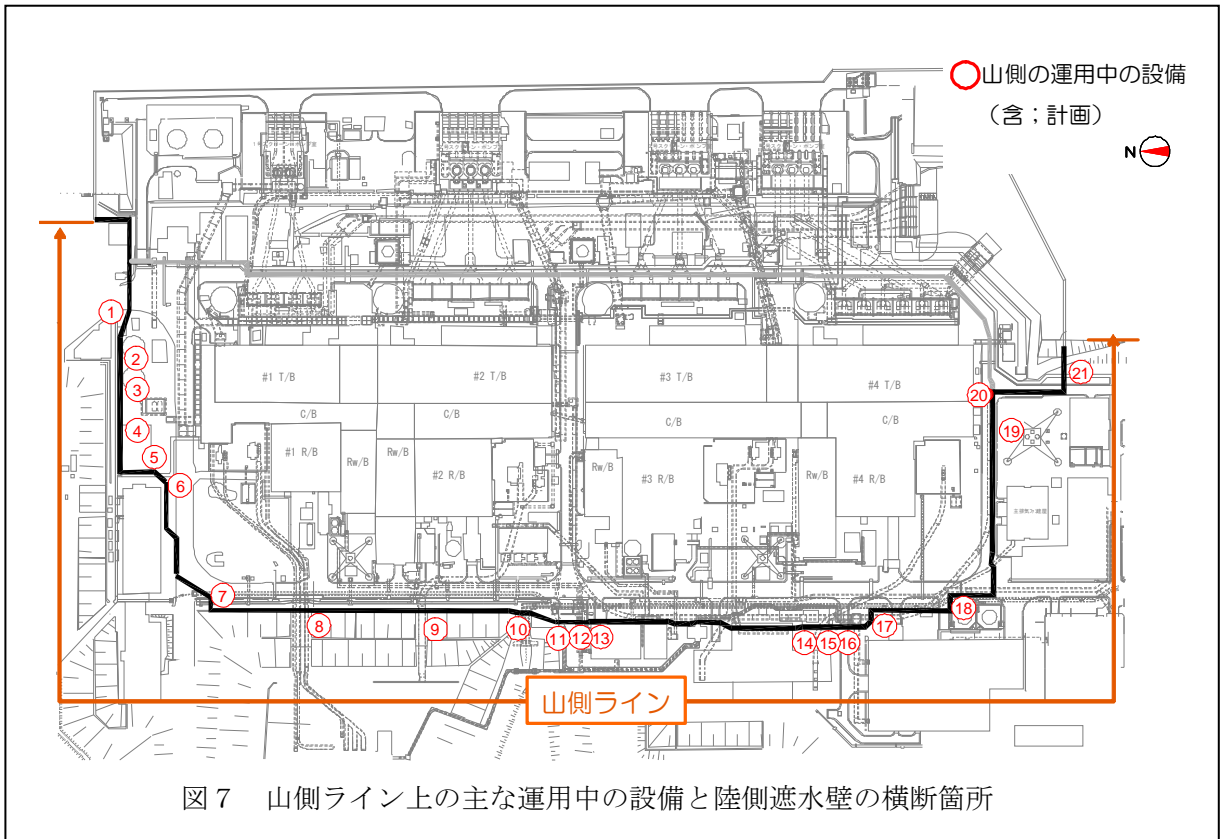 山側の運用中の設備
（含；計画）
N
1
2
3
4
5
6
#1 T/B
#2 T/B
#3 T/B
#4 T/B
C/B
C/B
C/B
C/B
#1 R/B
Rw/B
Rw/B
#2 R/B
Rw/B
#3 R/B
Rw/B
#4 R/B
21
20
19
7
8
9
10
11
12
13
14
15
16
17
18
山側ライン
図７　山側ライン上の主な運用中の設備と陸側遮水壁の横断箇所